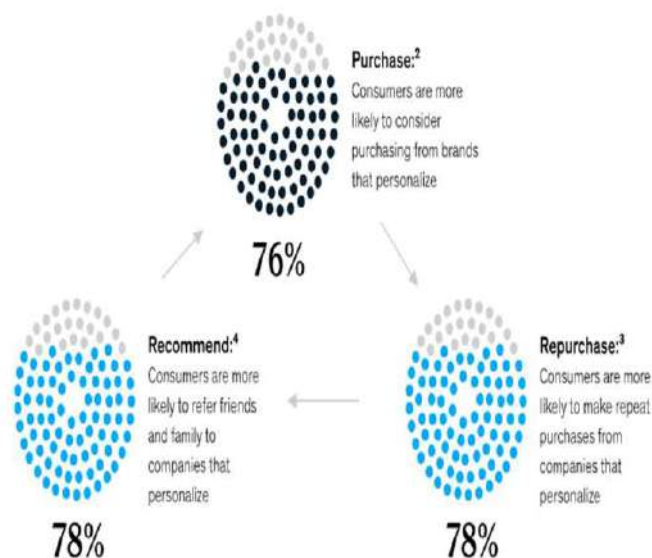 Purchase:²
Consumers are more
likely to consider
purchasing from brands
that personalize
76%
Recommend:⁴
Consumers are more
likely to refer friends
and family to
companies that
personalize
78%
Repurchase:³
Consumers are more
likely to make repeat
purchases from
companies that
personalize
78%